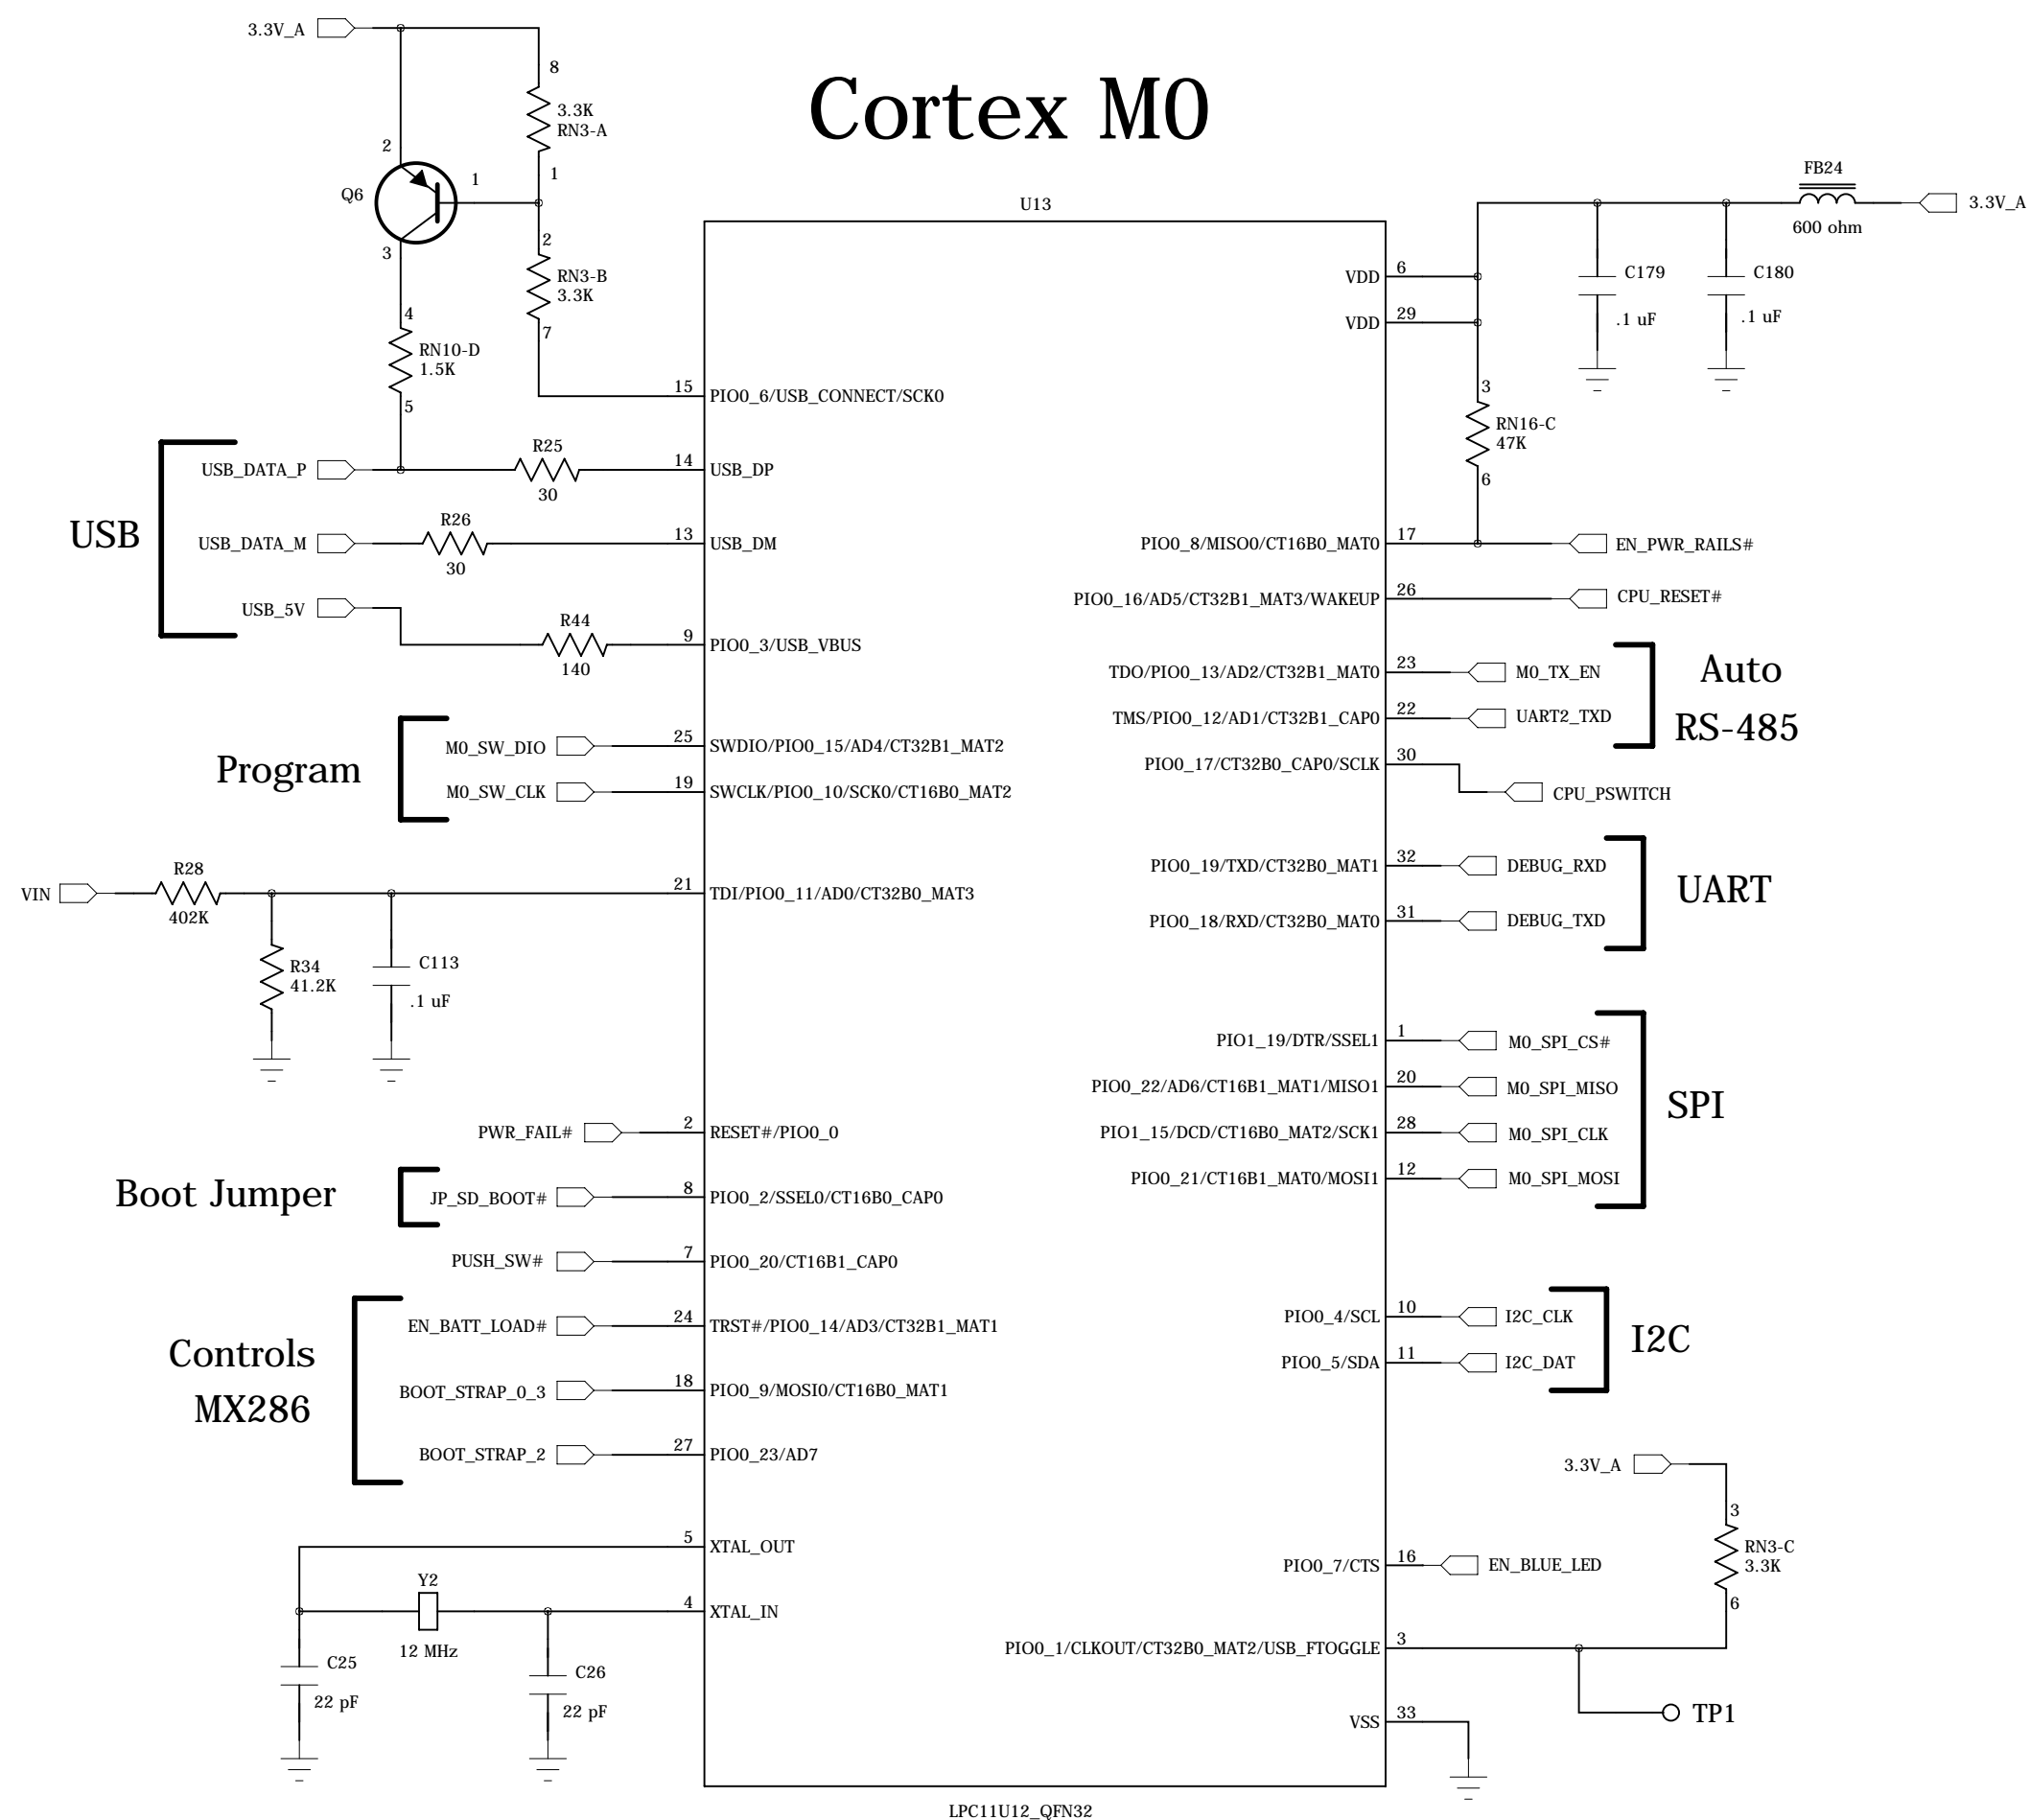 Cortex M0
3.3V_A
8
3.3K
RN3-A
1
2
Q6
1
3
2
RN3-B
3.3K
7
4
RN10-D
1.5K
5
U13
FB24
600 ohm
3.3V_A
C179
.1 uF
C180
.1 uF
VDD 6
VDD 29
3
RN16-C
47K
6
15 PIO0_6/USB_CONNECT/SCK0
USB
USB_DATA_P
R25
30
14 USB_DP
USB_DATA_M
R26
30
13 USB_DM
USB_5V
R44
140
9 PIO0_3/USB_VBUS
PIO0_8/MISO0/CT16B0_MAT0 17 EN_PWR_RAILS#
PIO0_16/AD5/CT32B1_MAT3/WAKEUP 26 CPU_RESET#
TDO/PIO0_13/AD2/CT32B1_MAT0 23 M0_TX_EN
TMS/PIO0_12/AD1/CT32B1_CAP0 22 UART2_TXD
Auto
RS-485
PIO0_17/CT32B0_CAP0/SCLK 30
CPU_PSWITCH
Program
M0_SW_DIO 25 SWDIO/PIO0_15/AD4/CT32B1_MAT2
M0_SW_CLK 19 SWCLK/PIO0_10/SCK0/CT16B0_MAT2
VIN
R28
402K
21 TDI/PIO0_11/AD0/CT32B0_MAT3
R34
41.2K
C113
.1 uF
PIO0_19/TXD/CT32B0_MAT1 32 DEBUG_RXD
PIO0_18/RXD/CT32B0_MAT0 31 DEBUG_TXD
UART
PIO1_19/DTR/SSEL1 1 M0_SPI_CS#
PIO0_22/AD6/CT16B1_MAT1/MISO1 20 M0_SPI_MISO
PIO1_15/DCD/CT16B0_MAT2/SCK1 28 M0_SPI_CLK
PIO0_21/CT16B1_MAT0/MOSI1 12 M0_SPI_MOSI
SPI
PWR_FAIL# 2 RESET#/PIO0_0
Boot Jumper
JP_SD_BOOT# 8 PIO0_2/SSEL0/CT16B0_CAP0
PUSH_SW# 7 PIO0_20/CT16B1_CAP0
Controls
MX286
EN_BATT_LOAD# 24 TRST#/PIO0_14/AD3/CT32B1_MAT1
BOOT_STRAP_0_3 18 PIO0_9/MOSI0/CT16B0_MAT1
BOOT_STRAP_2 27 PIO0_23/AD7
PIO0_4/SCL 10 I2C_CLK
PIO0_5/SDA 11 I2C_DAT
I2C
5 XTAL_OUT
Y2
12 MHz
4 XTAL_IN
C25
22 pF
C26
22 pF
3.3V_A
3
RN3-C
3.3K
6
PIO0_7/CTS 16 EN_BLUE_LED
PIO0_1/CLKOUT/CT32B0_MAT2/USB_FTOGGLE 3
TP1
VSS 33
LPC11U12_QFN32